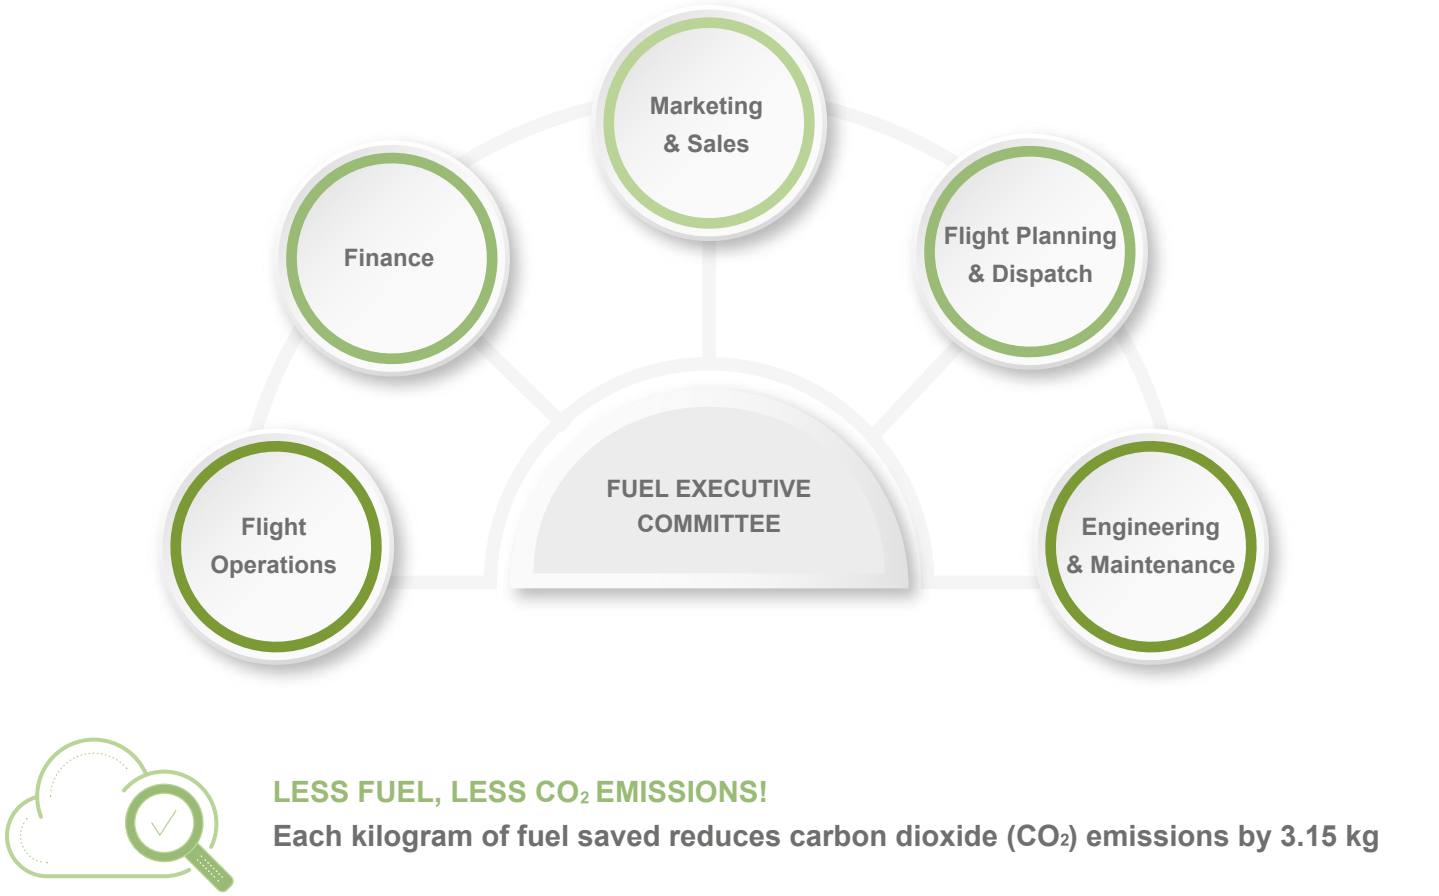 Marketing
& Sales
Finance
Flight Planning
& Dispatch
FUEL EXECUTIVE
COMMITTEE
Flight
Operations
Engineering
& Maintenance
LESS FUEL, LESS CO₂ EMISSIONS!
Each kilogram of fuel saved reduces carbon dioxide (CO₂) emissions by 3.15 kg